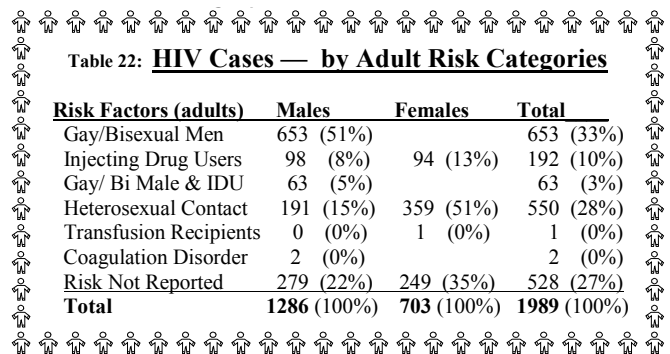 Table 22: HIV Cases — by Adult Risk Categories
Risk Factors (adults) Males Females Total
Gay/Bisexual Men 653 (51%) 653 (33%)
Injecting Drug Users 98 (8%) 94 (13%) 192 (10%)
Gay/ Bi Male & IDU 63 (5%) 63 (3%)
Heterosexual Contact 191 (15%) 359 (51%) 550 (28%)
Transfusion Recipients 0 (0%) 1 (0%) 1 (0%)
Coagulation Disorder 2 (0%) 2 (0%)
Risk Not Reported 279 (22%) 249 (35%) 528 (27%)
Total 1286 (100%) 703 (100%) 1989 (100%)